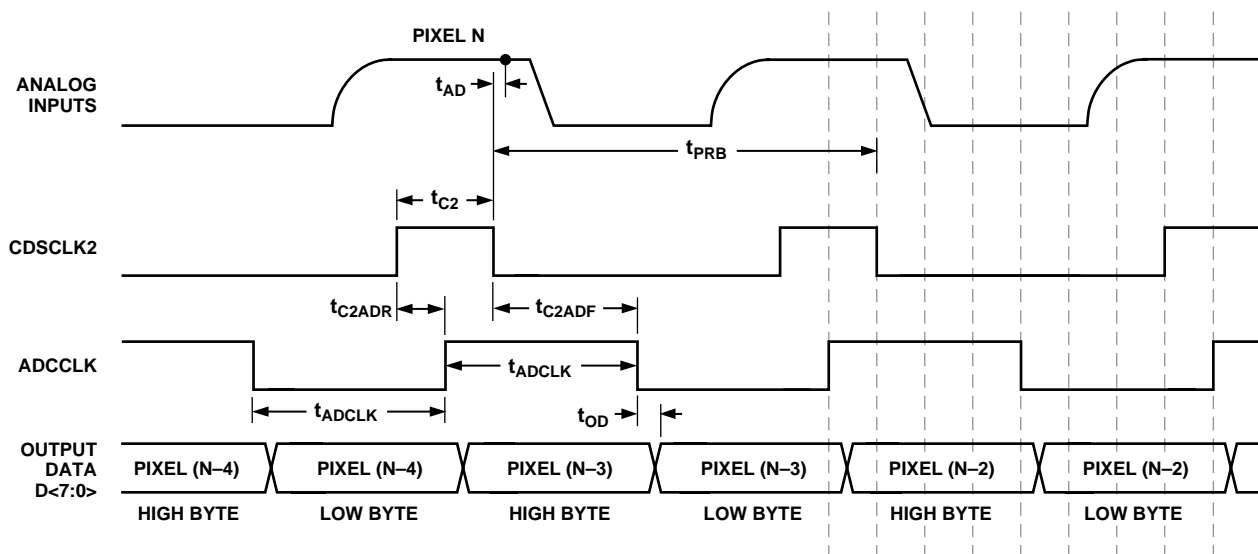 PIXEL N
ANALOG
INPUTS
tAD
tPRB
tC2
CDSCLK2
tC2ADR
tC2ADF
ADCCLK
tADCLK
tADCLK
tOD
OUTPUT
DATA
D<7:0>
PIXEL (N–4)
PIXEL (N–4)
PIXEL (N–3)
PIXEL (N–3)
PIXEL (N–2)
PIXEL (N–2)
HIGH BYTE
LOW BYTE
HIGH BYTE
LOW BYTE
HIGH BYTE
LOW BYTE